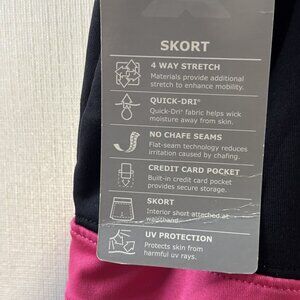 SKORT
4 WAY STRETCH
Materials provide additional
stretch to enhance mobility.
QUICK-DRI®
Quick-Dri® fabric helps wick
moisture away from skin.
NO CHAFE SEAMS
Flat-seam technology reduces
irritation caused by chafing.
CREDIT CARD POCKET
Built-in credit card pocket
provides secure storage.
SKORT
Interior short attached at
waistband.
UV PROTECTION
Protects skin from
harmful uv rays.